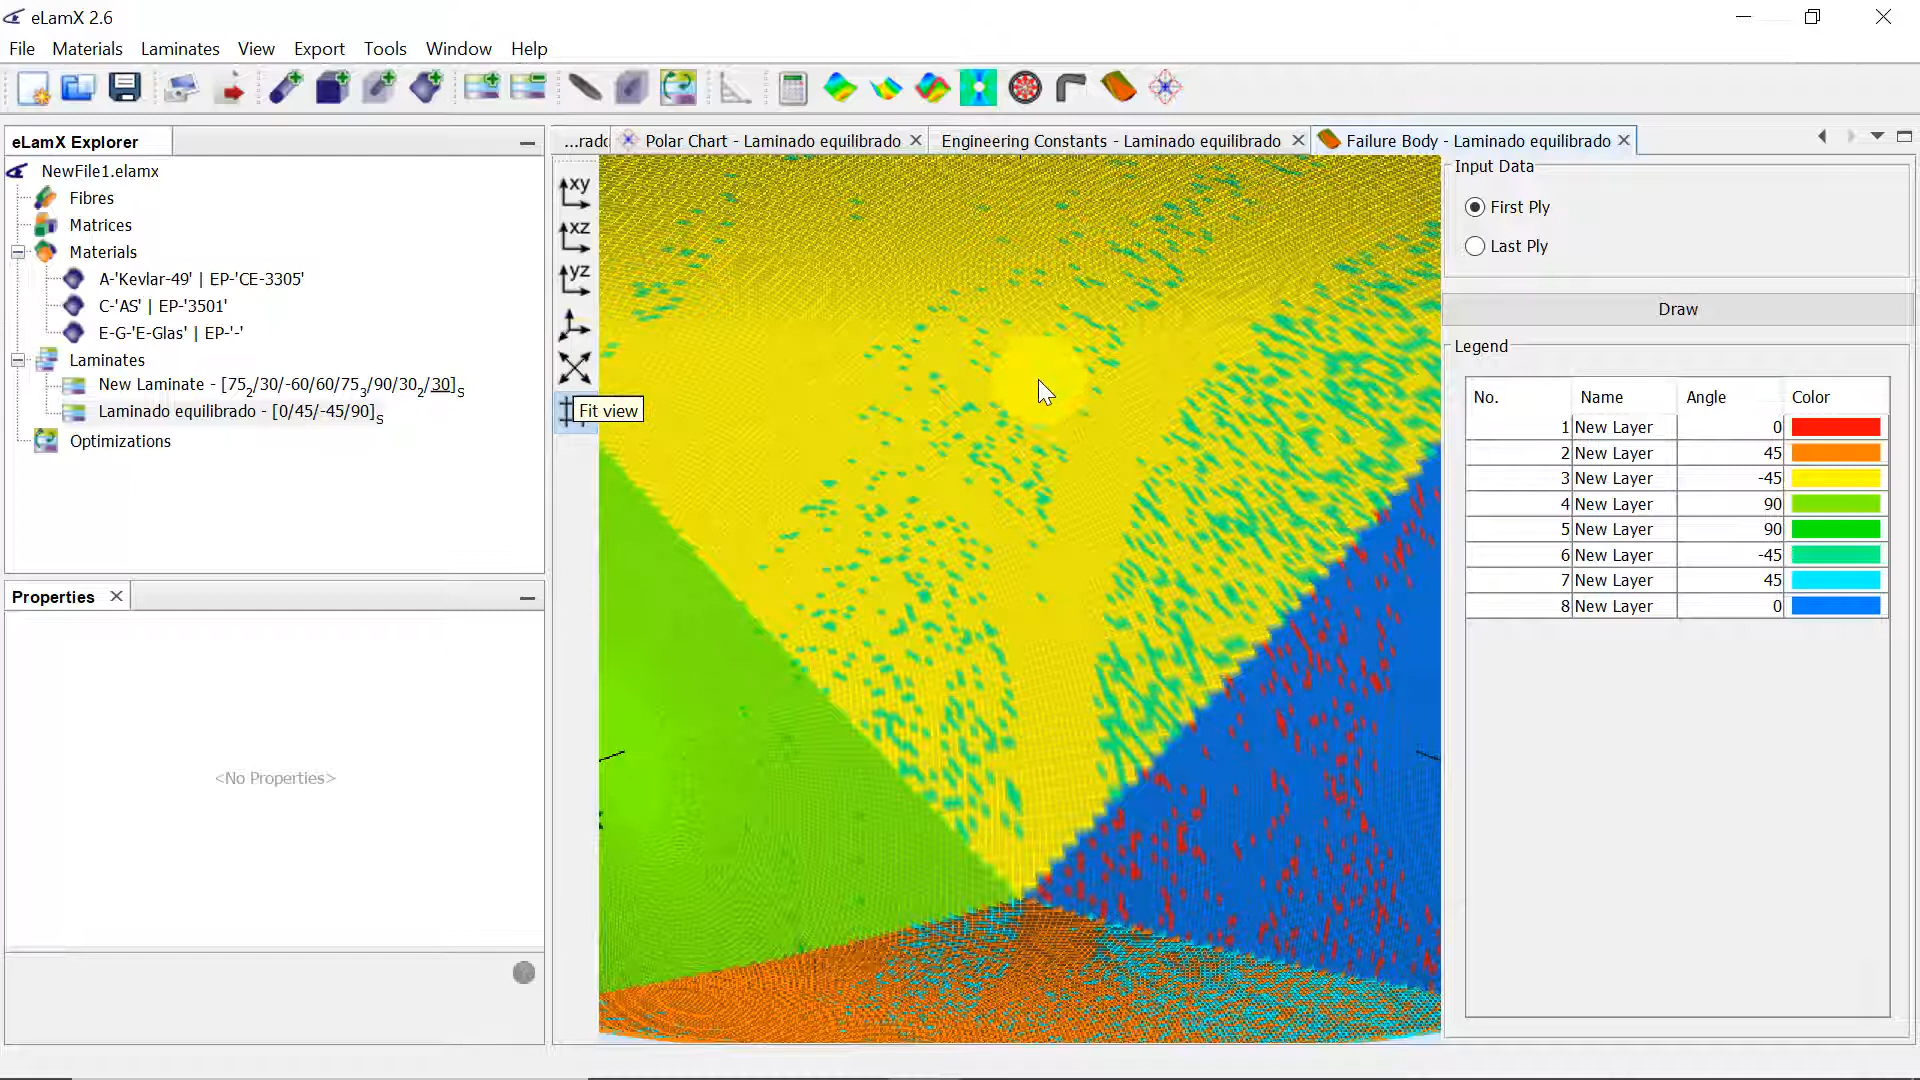 eLamX 2.6
File Materials Laminates View Export Tools Window Help
eLamX Explorer
NewFile1.elamx
Fibres
Matrices
Materials
A-'Kevlar-49' | EP-'CE-3305'
C-'AS' | EP-'3501'
E-G-'E-Glas' | EP-'-'
Laminates
New Laminate - [75₂/30/-60/60/75₃/90/30₂/30]ₛ
Laminado equilibrado - [0/45/-45/90]ₛ
Optimizations
Properties
<No Properties>
...rado Polar Chart - Laminado equilibrado Engineering Constants - Laminado equilibrado Failure Body - Laminado equilibrado
xy
xz
yz
Fit view
Input Data
First Ply
Last Ply
Draw
Legend
No. Name Angle Color
1 New Layer 0
2 New Layer 45
3 New Layer -45
4 New Layer 90
5 New Layer 90
6 New Layer -45
7 New Layer 45
8 New Layer 0